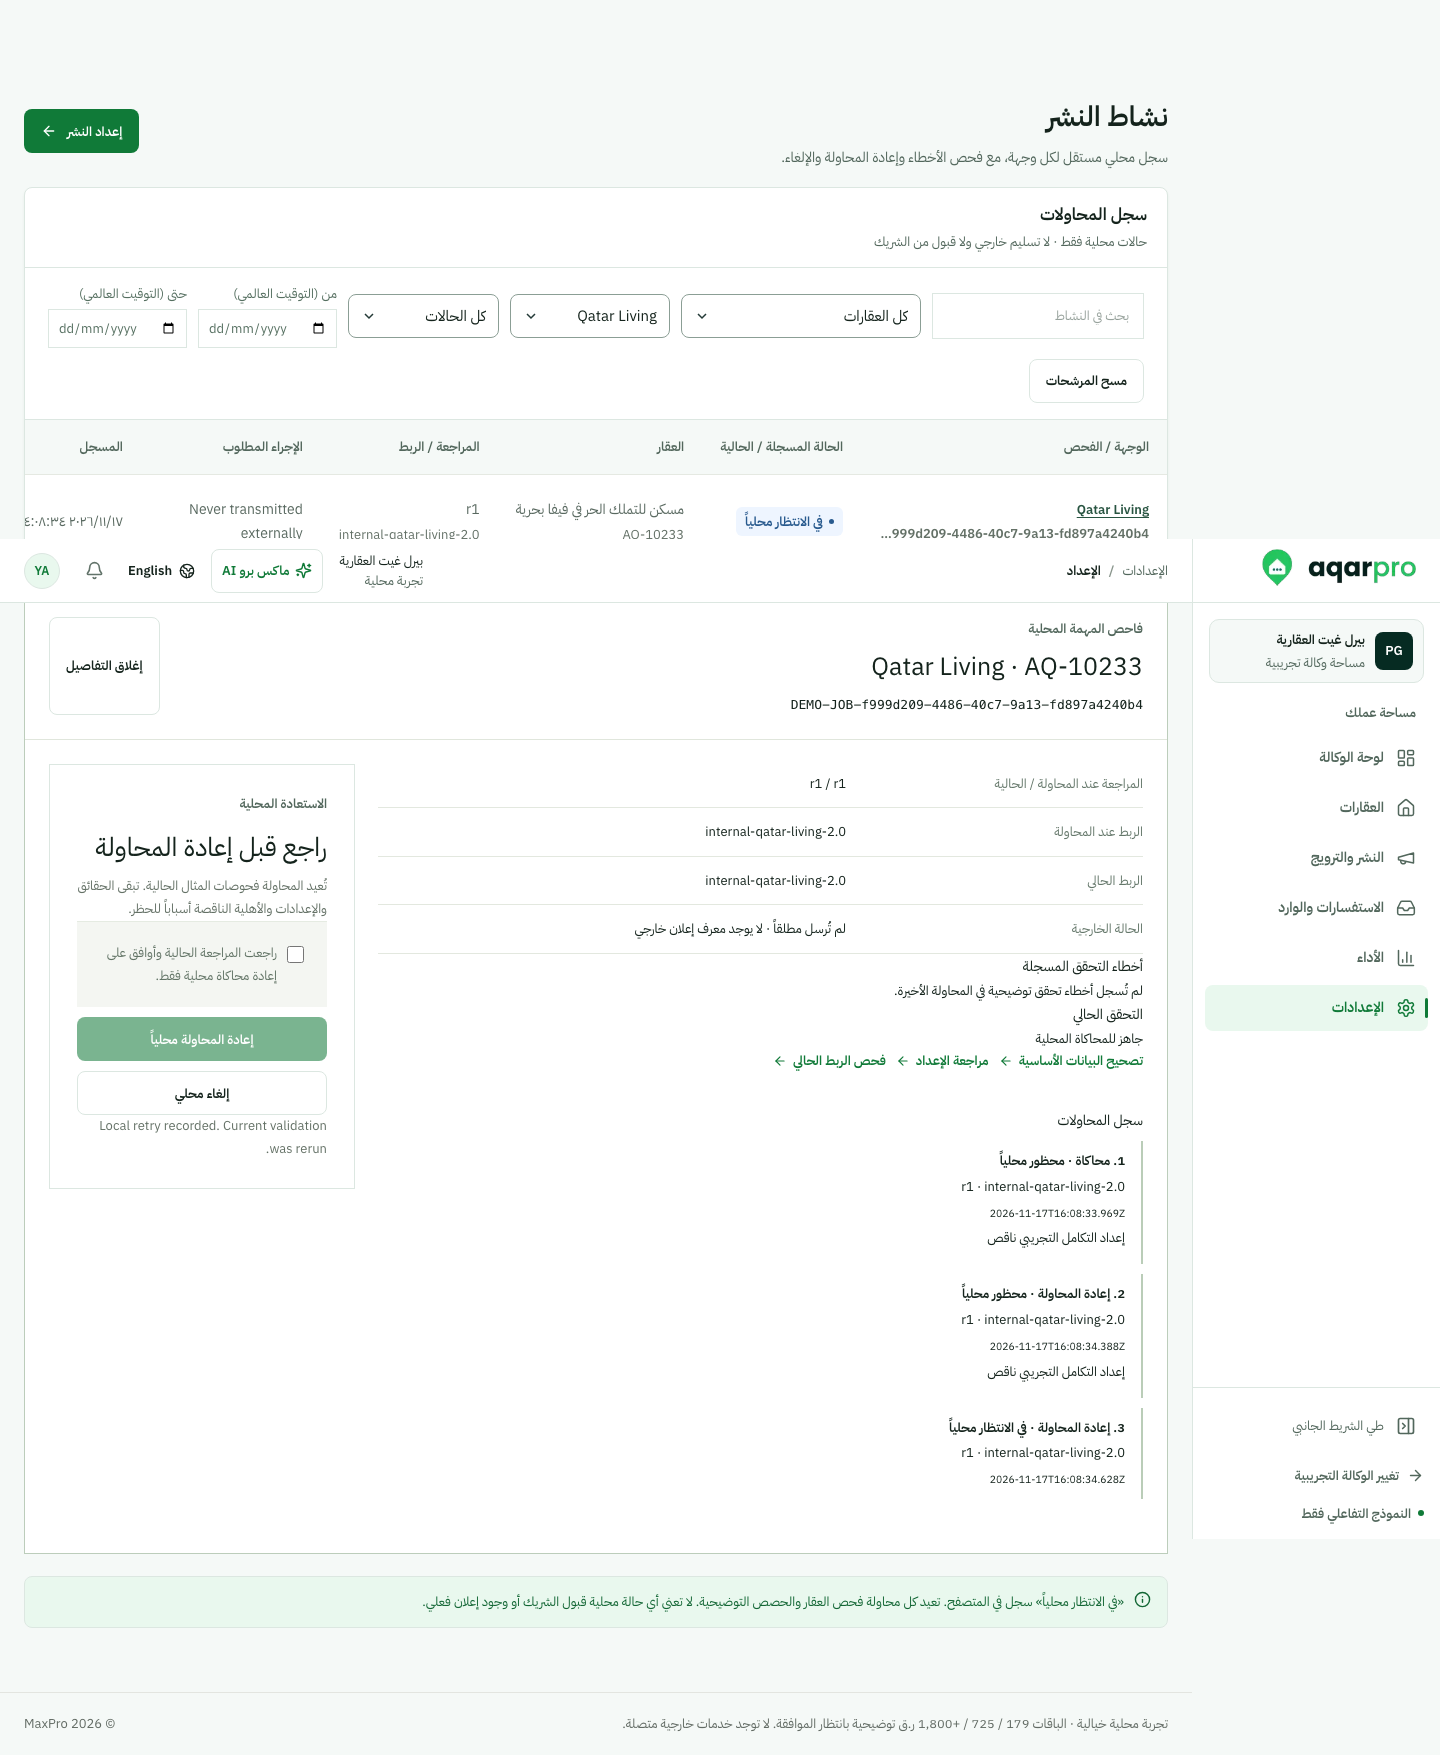 نشاط النشر
سجل محلي مستقل لكل وجهة، مع فحص الأخطاء وإعادة المحاولة والإلغاء.
إعداد النشر
سجل المحاولات
حالات محلية فقط · لا تسليم خارجي ولا قبول من الشريك
بحث في النشاط
كل العقارات
Qatar Living
كل الحالات
من (التوقيت العالمي)
dd/mm/yyyy
حتى (التوقيت العالمي)
dd/mm/yyyy
مسح المرشحات
الوجهة / الفحص
الحالة المسجلة / الحالية
العقار
المراجعة / الربط
الإجراء المطلوب
المسجل
Qatar Living
…999d209-4486-40c7-9a13-fd897a4240b4
في الانتظار محلياً
مسكن للتملك الحر في فيفا بحرية
AQ-10233
r1
internal-qatar-living-2.0
Never transmitted
externally
٢٠٢٦/١١/١٧
aqarpro
الإعدادات / الإعداد
بيرل غيت العقارية
تجربة محلية
ماكس برو AI
English
YA
PG
بيرل غيت العقارية
مساحة وكالة تجريبية
مساحة عملك
لوحة الوكالة
العقارات
النشر والترويج
الاستفسارات والوارد
الأداء
الإعدادات
طي الشريط الجانبي
تغيير الوكالة التجريبية
النموذج التفاعلي فقط
فاحص المهمة المحلية
Qatar Living · AQ-10233
DEMO-JOB-f999d209-4486-40c7-9a13-fd897a4240b4
إغلاق التفاصيل
المراجعة عند المحاولة / الحالية
r1 / r1
الربط عند المحاولة
internal-qatar-living-2.0
الربط الحالي
internal-qatar-living-2.0
الحالة الخارجية
لم تُرسل مطلقاً · لا يوجد معرف إعلان خارجي
أخطاء التحقق المسجلة
لم تُسجل أخطاء تحقق توضيحية في المحاولة الأخيرة.
التحقق الحالي
جاهز للمحاكاة المحلية
تصحيح البيانات الأساسية
مراجعة الإعداد
فحص الربط الحالي
سجل المحاولات
1. محاكاة · محظور محلياً
r1 · internal-qatar-living-2.0
2026-11-17T16:08:33.969Z
إعداد التكامل التجريبي ناقص
2. إعادة المحاولة · محظور محلياً
r1 · internal-qatar-living-2.0
2026-11-17T16:08:34.388Z
إعداد التكامل التجريبي ناقص
3. إعادة المحاولة · في الانتظار محلياً
r1 · internal-qatar-living-2.0
2026-11-17T16:08:34.628Z
الاستعادة المحلية
راجع قبل إعادة المحاولة
تُعيد المحاولة فحوصات المثال الحالية. تبقى الحقائق
والإعدادات والأهلية الناقصة أسباباً للحظر.
راجعت المراجعة الحالية وأوافق على
إعادة محاكاة محلية فقط.
إعادة المحاولة محلياً
إلغاء محلي
Local retry recorded. Current validation
was rerun.
«في الانتظار محلياً» سجل في المتصفح. تعيد كل محاولة فحص العقار والحصص التوضيحية. لا تعني أي حالة محلية قبول الشريك أو وجود إعلان فعلي.
تجربة محلية خيالية · الباقات 179 / 725 / +1,800 ر.ق توضيحية بانتظار الموافقة. لا توجد خدمات خارجية متصلة.
© 2026 MaxPro